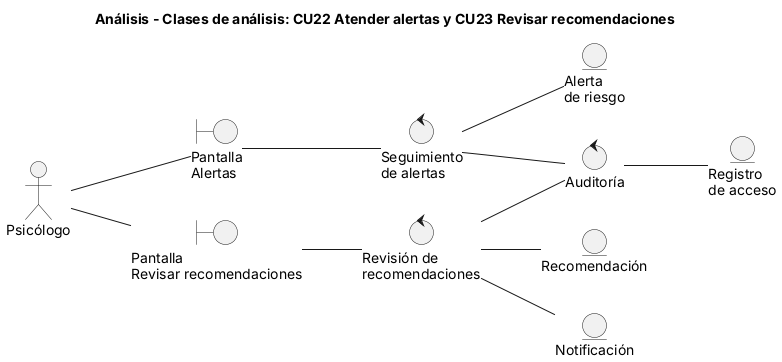 Análisis - Clases de análisis: CU22 Atender alertas y CU23 Revisar recomendaciones
Alerta
de riesgo
Pantalla
Alertas
Seguimiento
de alertas
Auditoría
Registro
de acceso
Psicólogo
Pantalla
Revisar recomendaciones
Revisión de
recomendaciones
Recomendación
Notificación